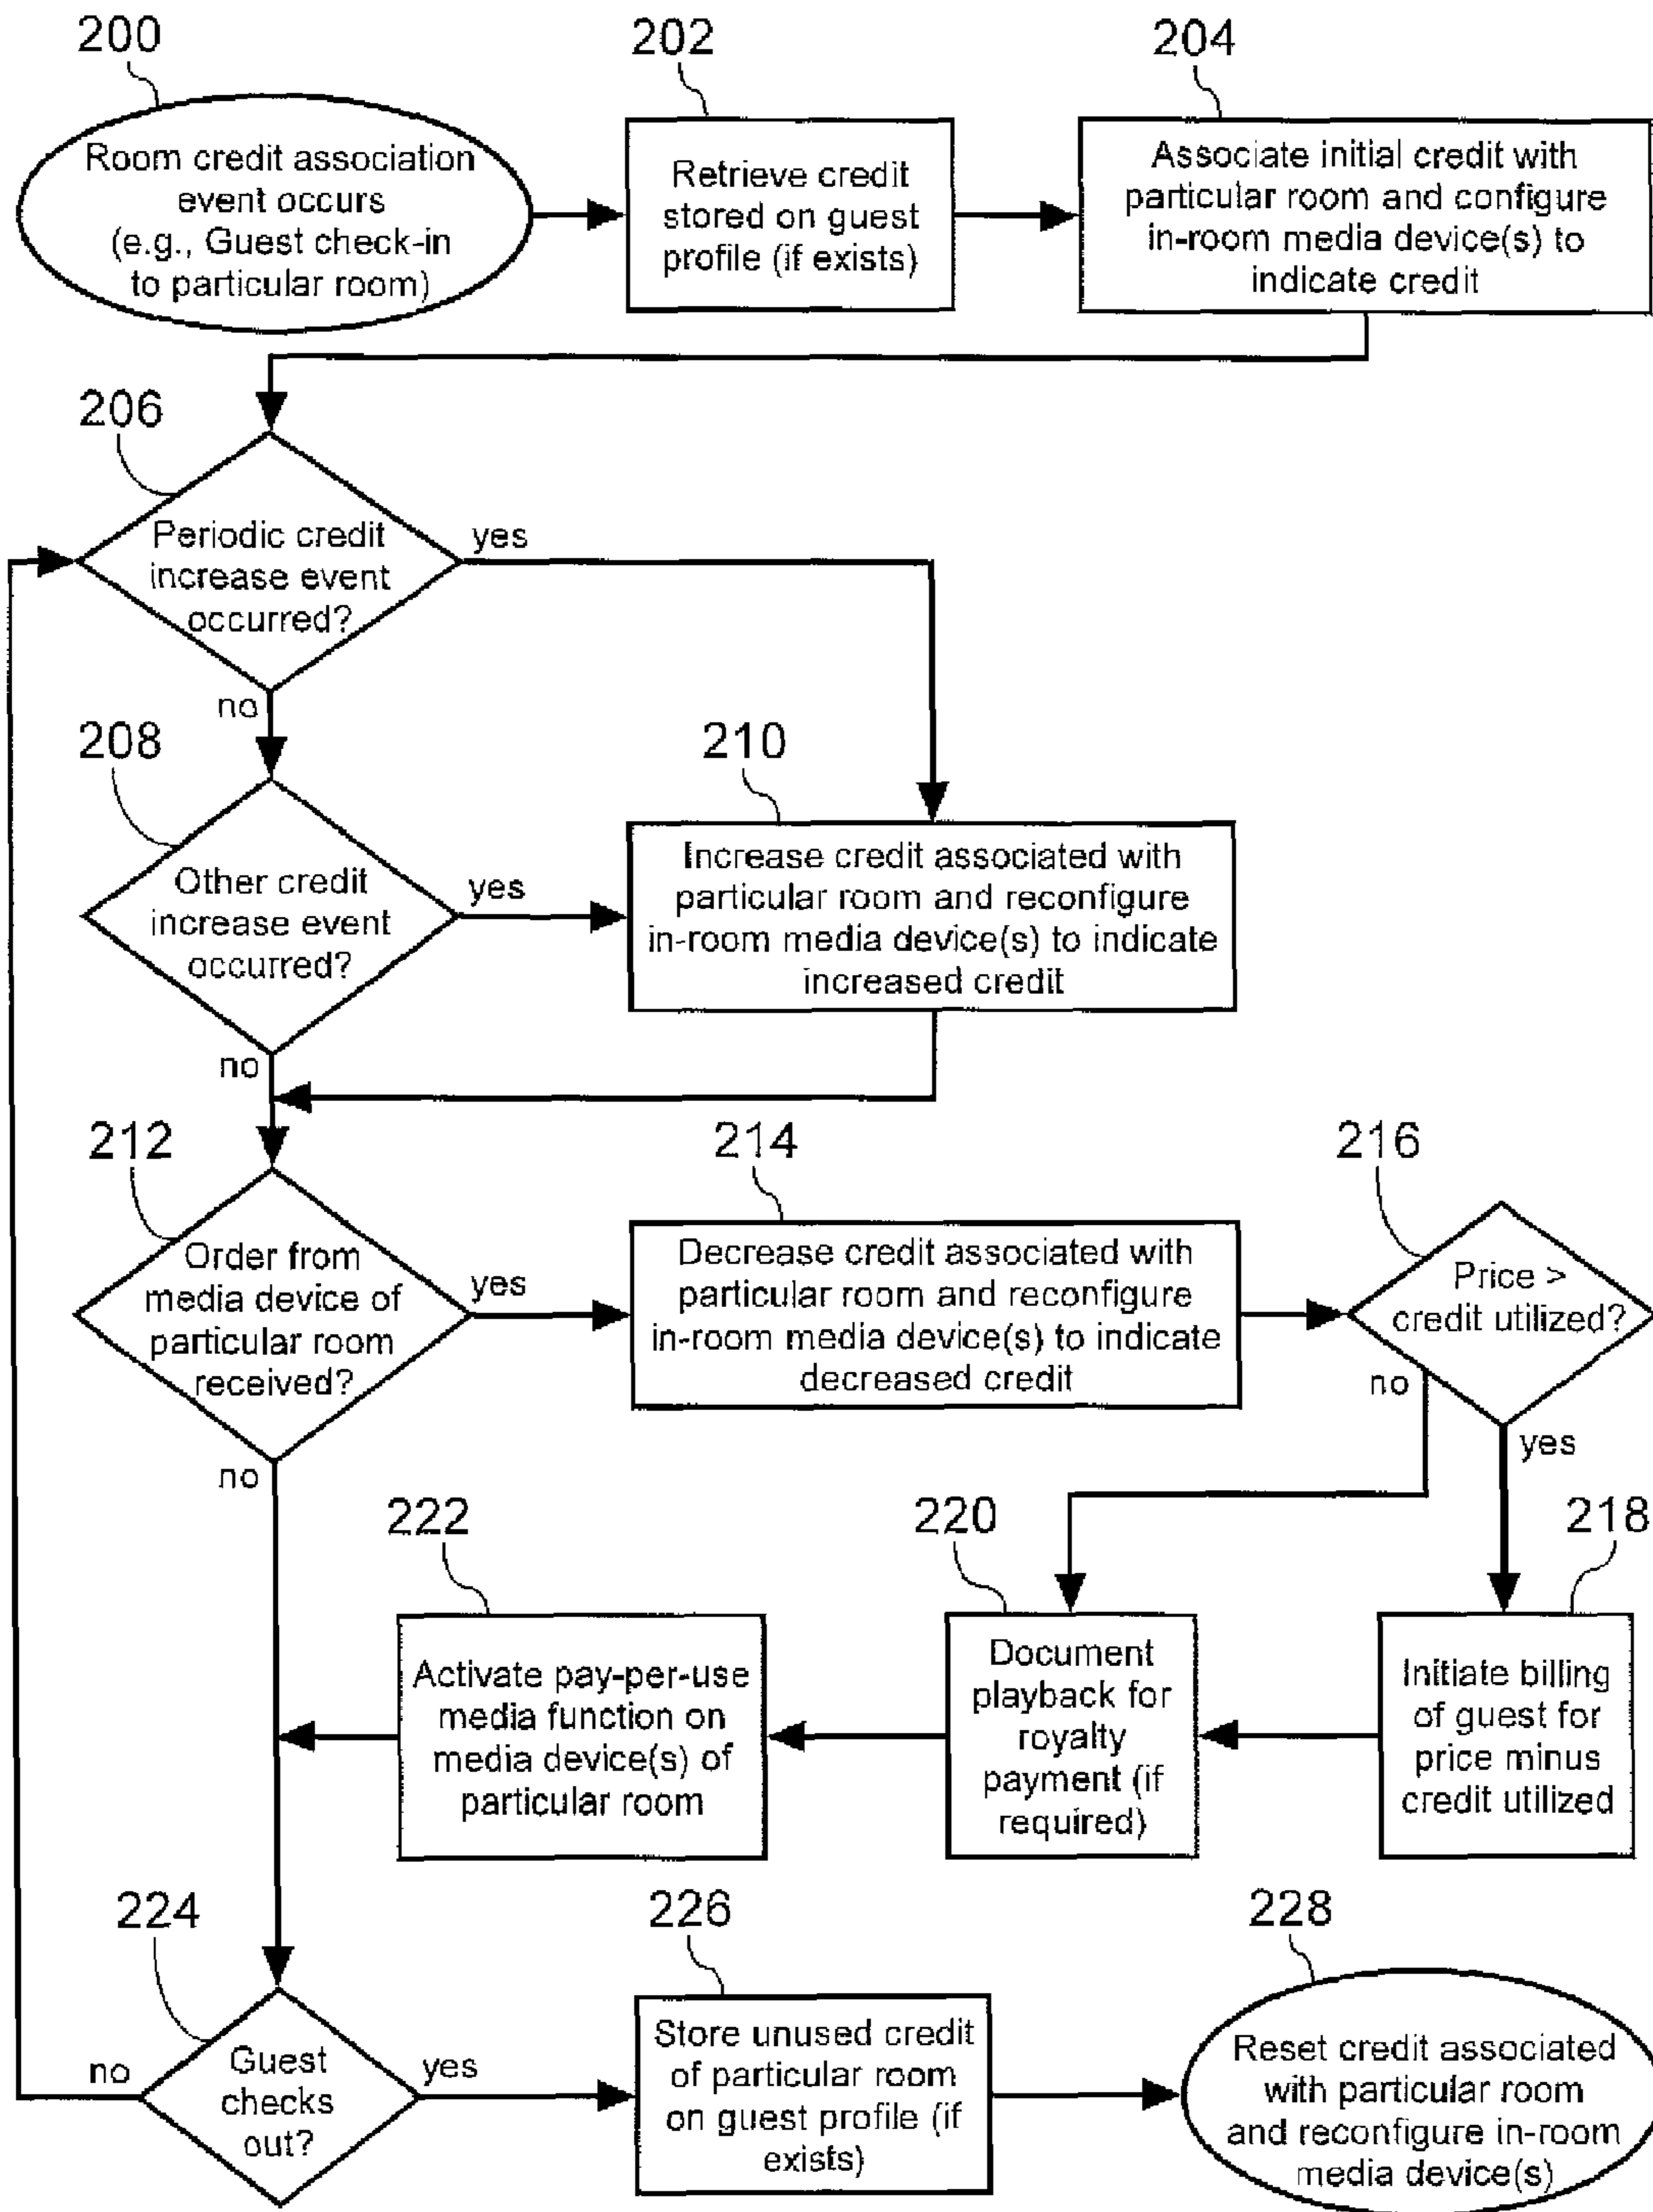 200
Room credit association
event occurs
(e.g., Guest check-in
to particular room)
202
Retrieve credit
stored on guest
profile (if exists)
204
Associate initial credit with
particular room and configure
in-room media device(s) to
indicate credit
206
Periodic credit
increase event
occurred?
yes
no
208
Other credit
increase event
occurred?
yes
no
210
Increase credit associated with
particular room and reconfigure
in-room media device(s) to indicate
increased credit
212
Order from
media device of
particular room
received?
yes
no
214
Decrease credit associated with
particular room and reconfigure
in-room media device(s) to indicate
decreased credit
216
Price >
credit utilized?
no
yes
218
Initiate billing
of guest for
price minus
credit utilized
220
Document
playback for
royalty
payment (if
required)
222
Activate pay-per-use
media function on
media device(s) of
particular room
224
Guest
checks
out?
no
yes
226
Store unused credit
of particular room
on guest profile (if
exists)
228
Reset credit associated
with particular room
and reconfigure in-room
media device(s)